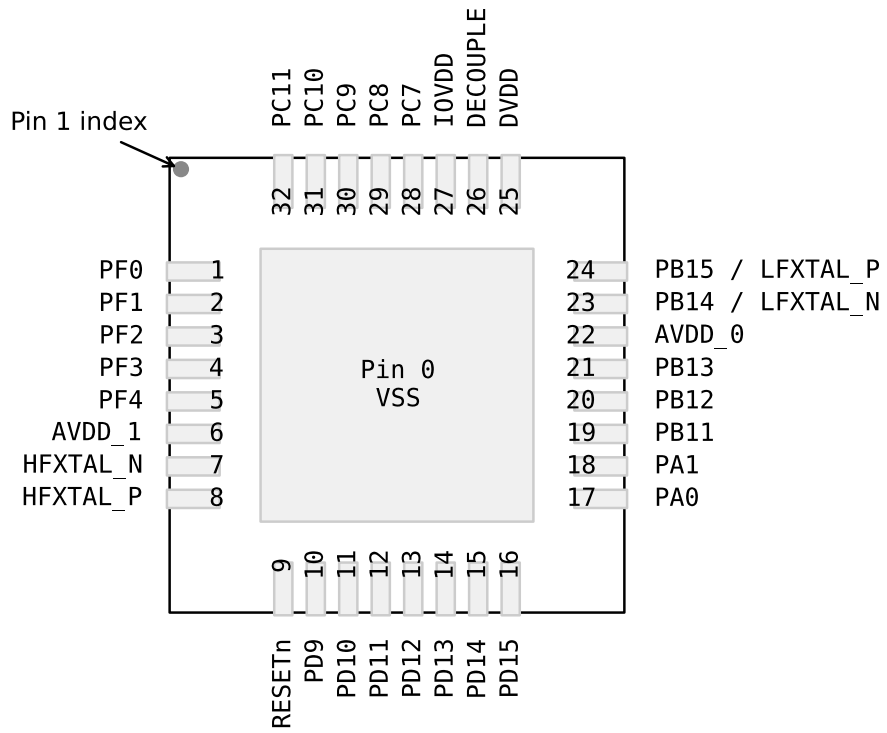 PC11
PC10
PC9
PC8
PC7
IOVDD
DECOUPLE
DVDD
Pin 1 index
32
31
30
29
28
27
26
25
PF0 1
PF1 2
PF2 3
PF3 4
PF4 5
AVDD_1 6
HFXTAL_N 7
HFXTAL_P 8
Pin 0
VSS
24 PB15 / LFXTAL_P
23 PB14 / LFXTAL_N
22 AVDD_0
21 PB13
20 PB12
19 PB11
18 PA1
17 PA0
9
10
11
12
13
14
15
16
RESETn
PD9
PD10
PD11
PD12
PD13
PD14
PD15